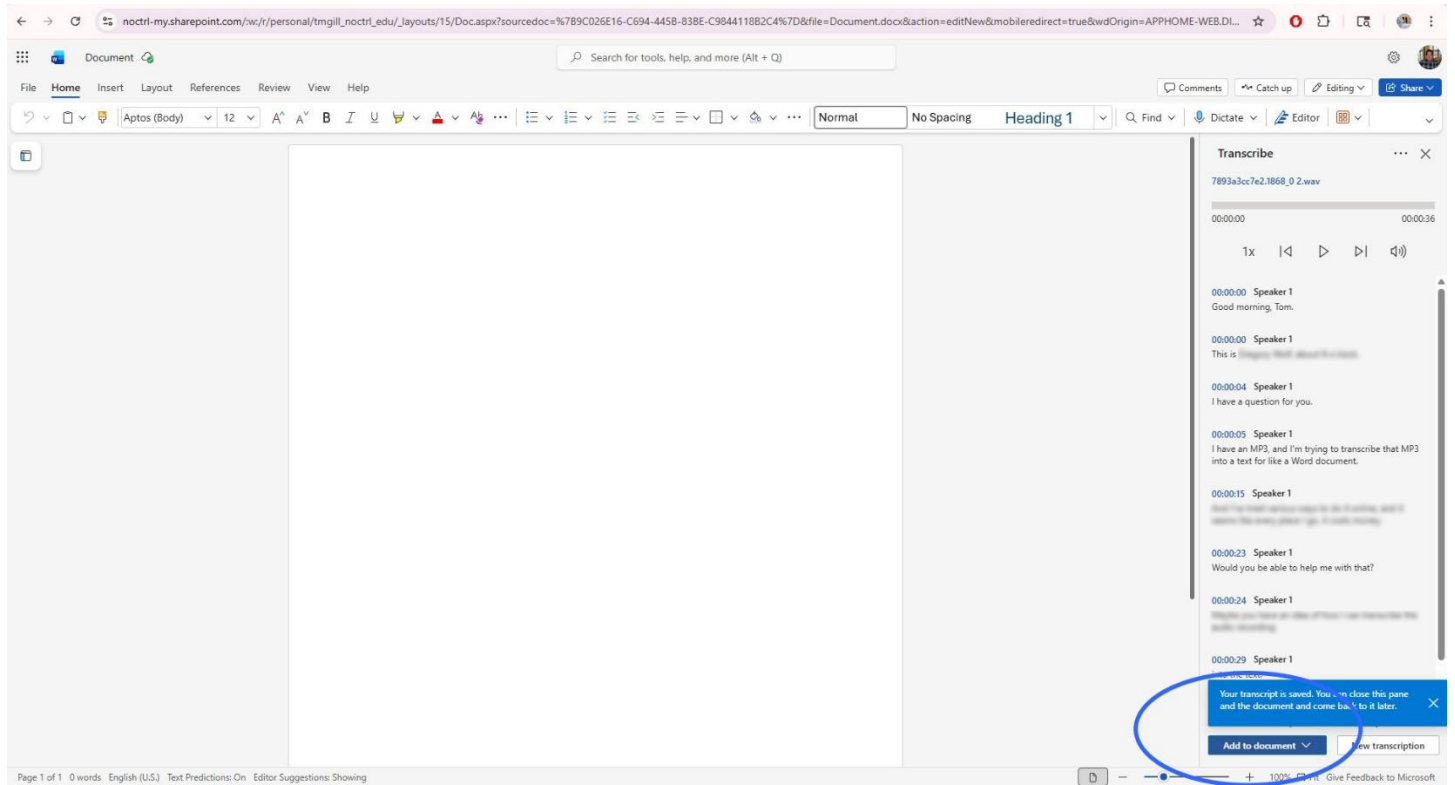 noctrl-my.sharepoint.com/:w:/r/personal/tmgill_noctrl_edu/_layouts/15/Doc.aspx?sourcedoc=%7B9C026E16-C694-445B-83BE-C9844118B2C4%7D&file=Document.docx&action=editNew&mobileredirect=true&wdOrigin=APPHOME-WEB.DI...
Document
Search for tools, help, and more (Alt + Q)
File Home Insert Layout References Review View Help
Comments Catch up Editing Share
Aptos (Body) 12 A A B I U A Normal No Spacing Heading 1 Find Dictate Editor
Transcribe
7893a3cc7e2.1868_0 2.wav
00:00:00 00:00:36
1x
00:00:00 Speaker 1
Good morning, Tom.
00:00:00 Speaker 1
This is
00:00:04 Speaker 1
I have a question for you.
00:00:05 Speaker 1
I have an MP3, and I'm trying to transcribe that MP3
into a text for like a Word document.
00:00:15 Speaker 1
00:00:23 Speaker 1
Would you be able to help me with that?
00:00:24 Speaker 1
00:00:29 Speaker 1
Your transcript is saved. You can close this pane
and the document and come back to it later.
Add to document New transcription
Page 1 of 1 0 words English (U.S.) Text Predictions: On Editor Suggestions: Showing
100% Fit Give Feedback to Microsoft